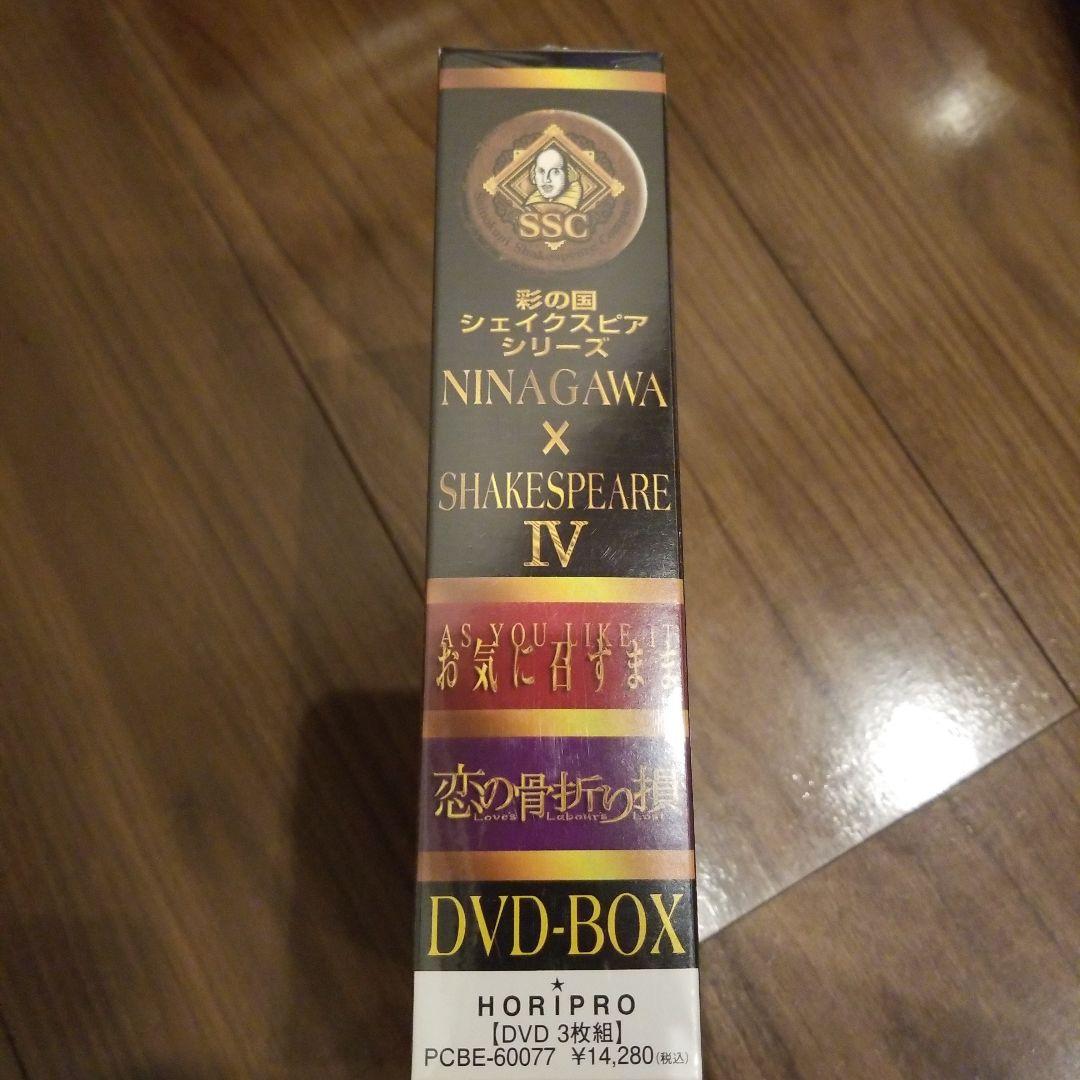 SSC
Shakespeare
彩の国
シェイクスピア
シリーズ
NINAGAWA
×
SHAKESPEARE
IV
AS YOU LIKE IT
お気に召すまま
恋の骨折り損
Love's Labour's Lost
DVD-BOX
HORIPRO
【DVD 3枚組】
PCBE-60077 ¥14,280(税込)